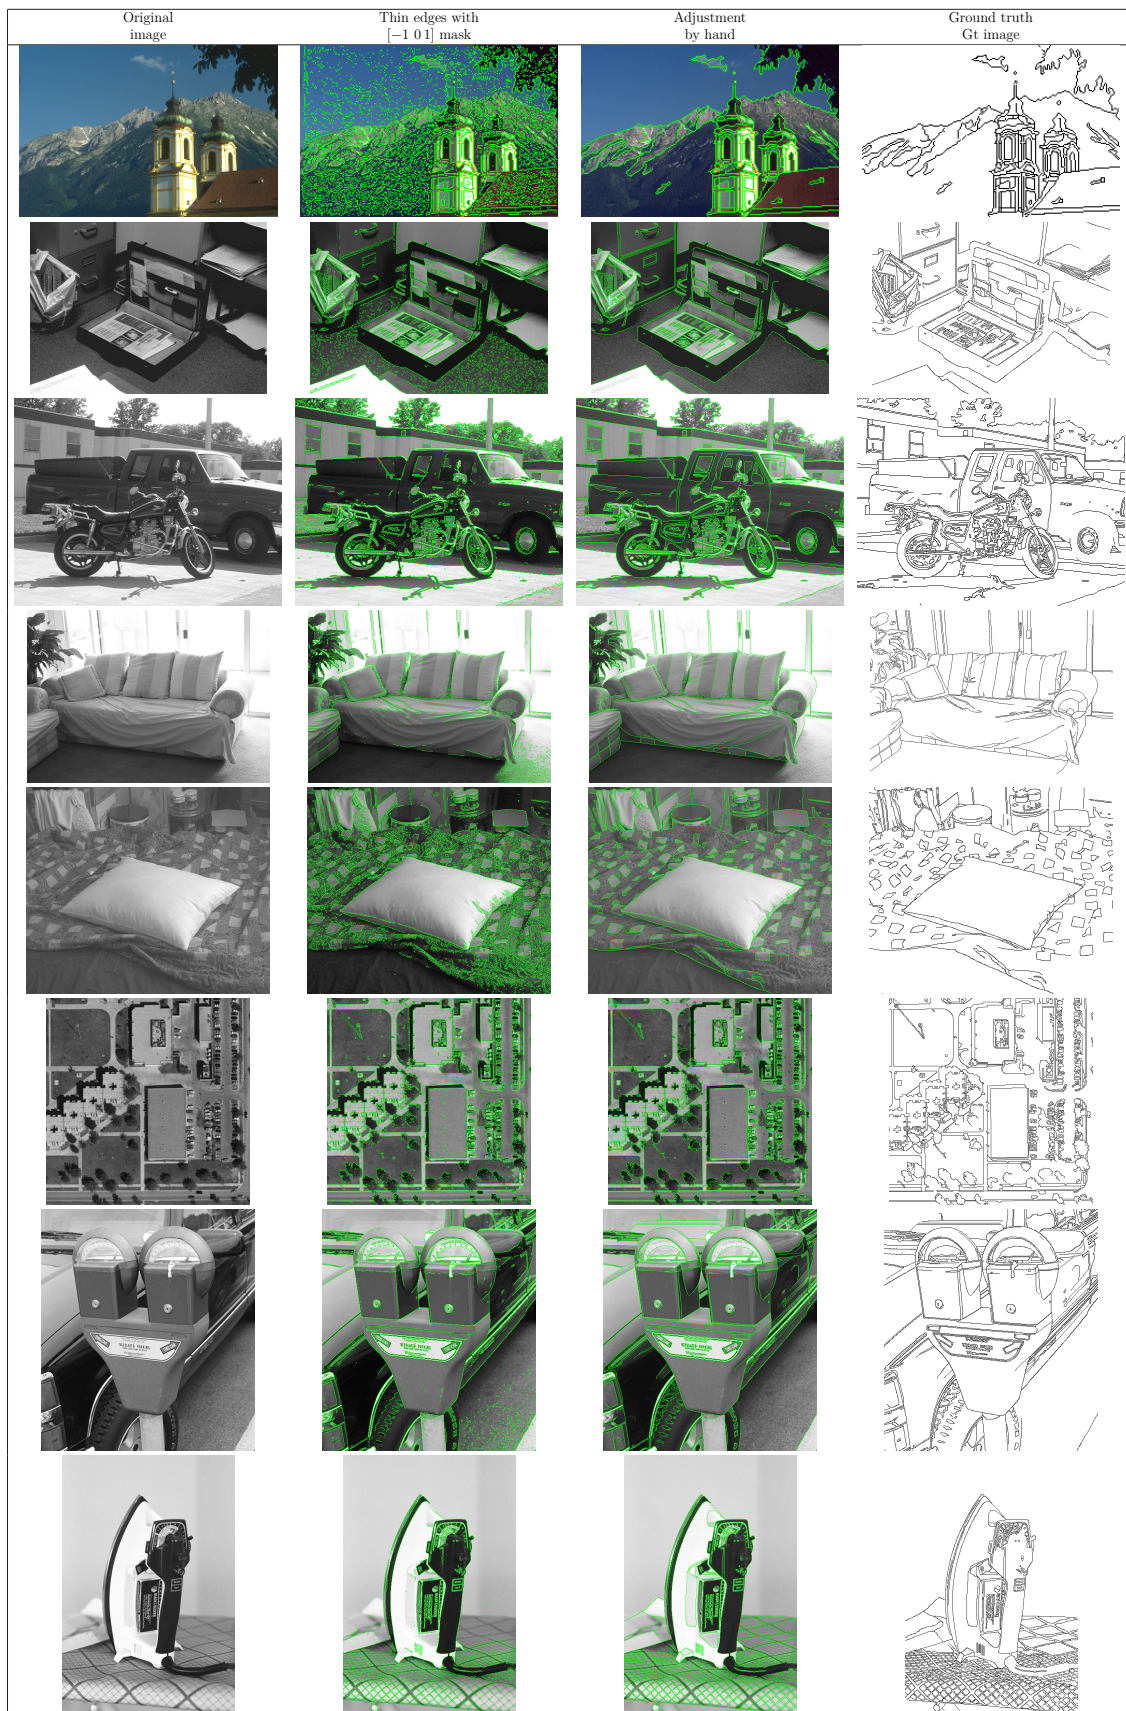 Original
image
Thin edges with
[−1 0 1] mask
Adjustment
by hand
Ground truth
Gt image